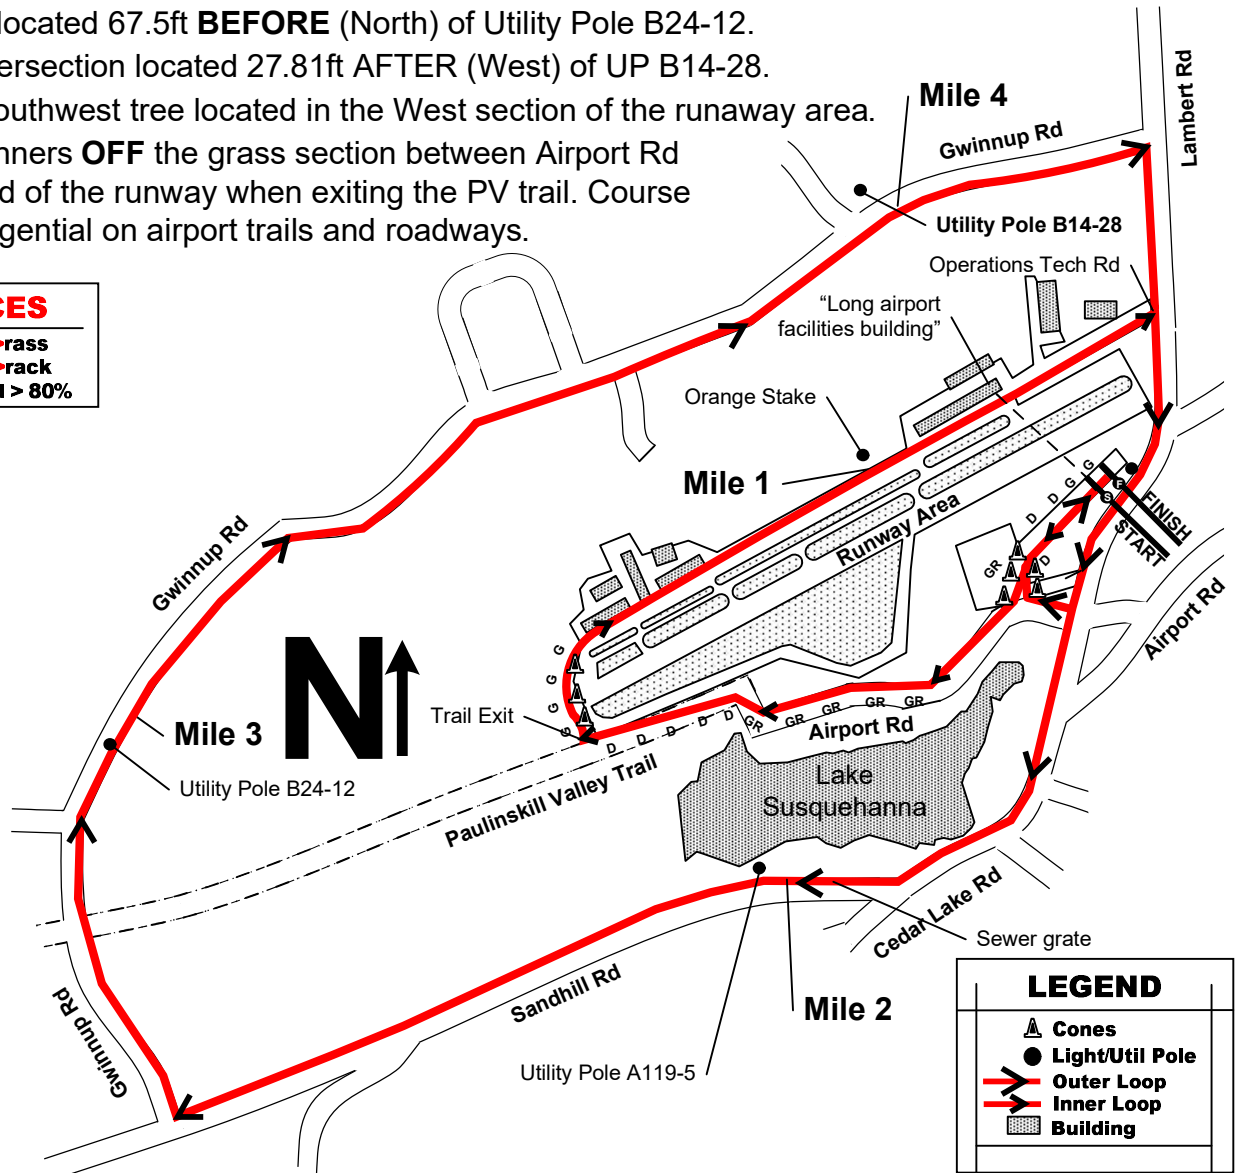 located 67.5ft BEFORE (North) of Utility Pole B24-12.
ersection located 27.81ft AFTER (West) of UP B14-28.
outhwest tree located in the West section of the runaway area.
nners OFF the grass section between Airport Rd
d of the runway when exiting the PV trail. Course
gential on airport trails and roadways.
CES
rass
rack
> 80%
Mile 4
Gwinnup Rd
Lambert Rd
Utility Pole B14-28
Operations Tech Rd
“Long airport
facilities building”
Orange Stake
Mile 1
Runway Area
G
G
D
D
S
F
FINISH
START
GR
D
Airport Rd
Gwinnup Rd
N
G
G
G
G
Trail Exit
Mile 3
Utility Pole B24-12
D
D
D
D
D
GR
GR
GR
GR
GR
Airport Rd
Paulinskill Valley Trail
Lake
Susquehanna
Cedar Lake Rd
Sewer grate
Sandhill Rd
Mile 2
Gwinnup Rd
Utility Pole A119-5
LEGEND
Cones
Light/Util Pole
Outer Loop
Inner Loop
Building